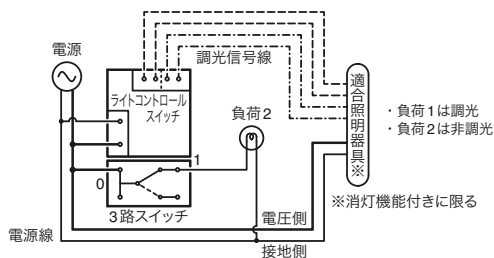 電源
調光信号線
ライトコントロール
スイッチ
負荷2
適合照明器具※
・負荷1は調光
・負荷2は非調光
1
0
3路スイッチ
※消灯機能付きに限る
電圧側
電源線
接地側